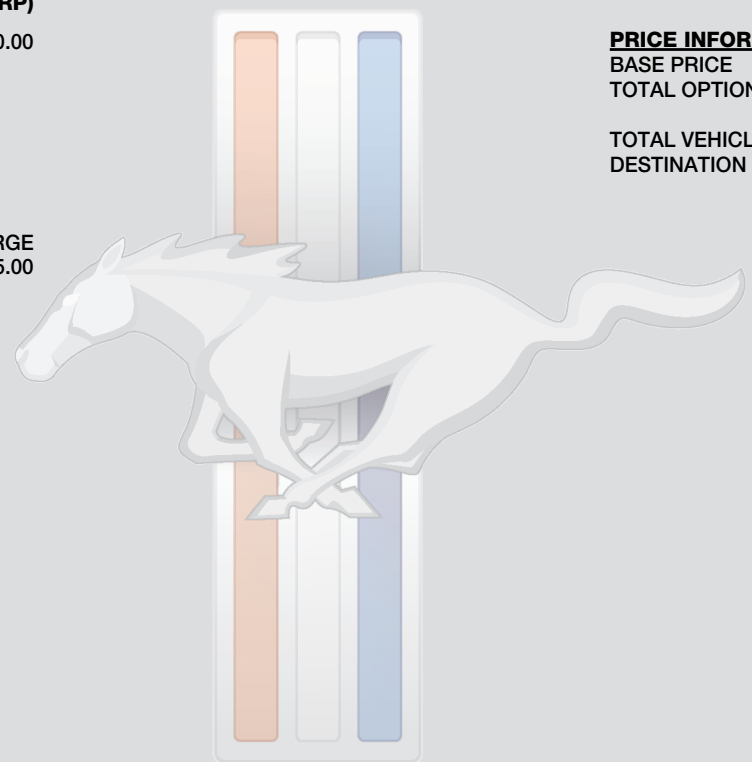 RP)
0.00
RGE
5.00
PRICE INFOR
BASE PRICE
TOTAL OPTION
TOTAL VEHICL
DESTINATION